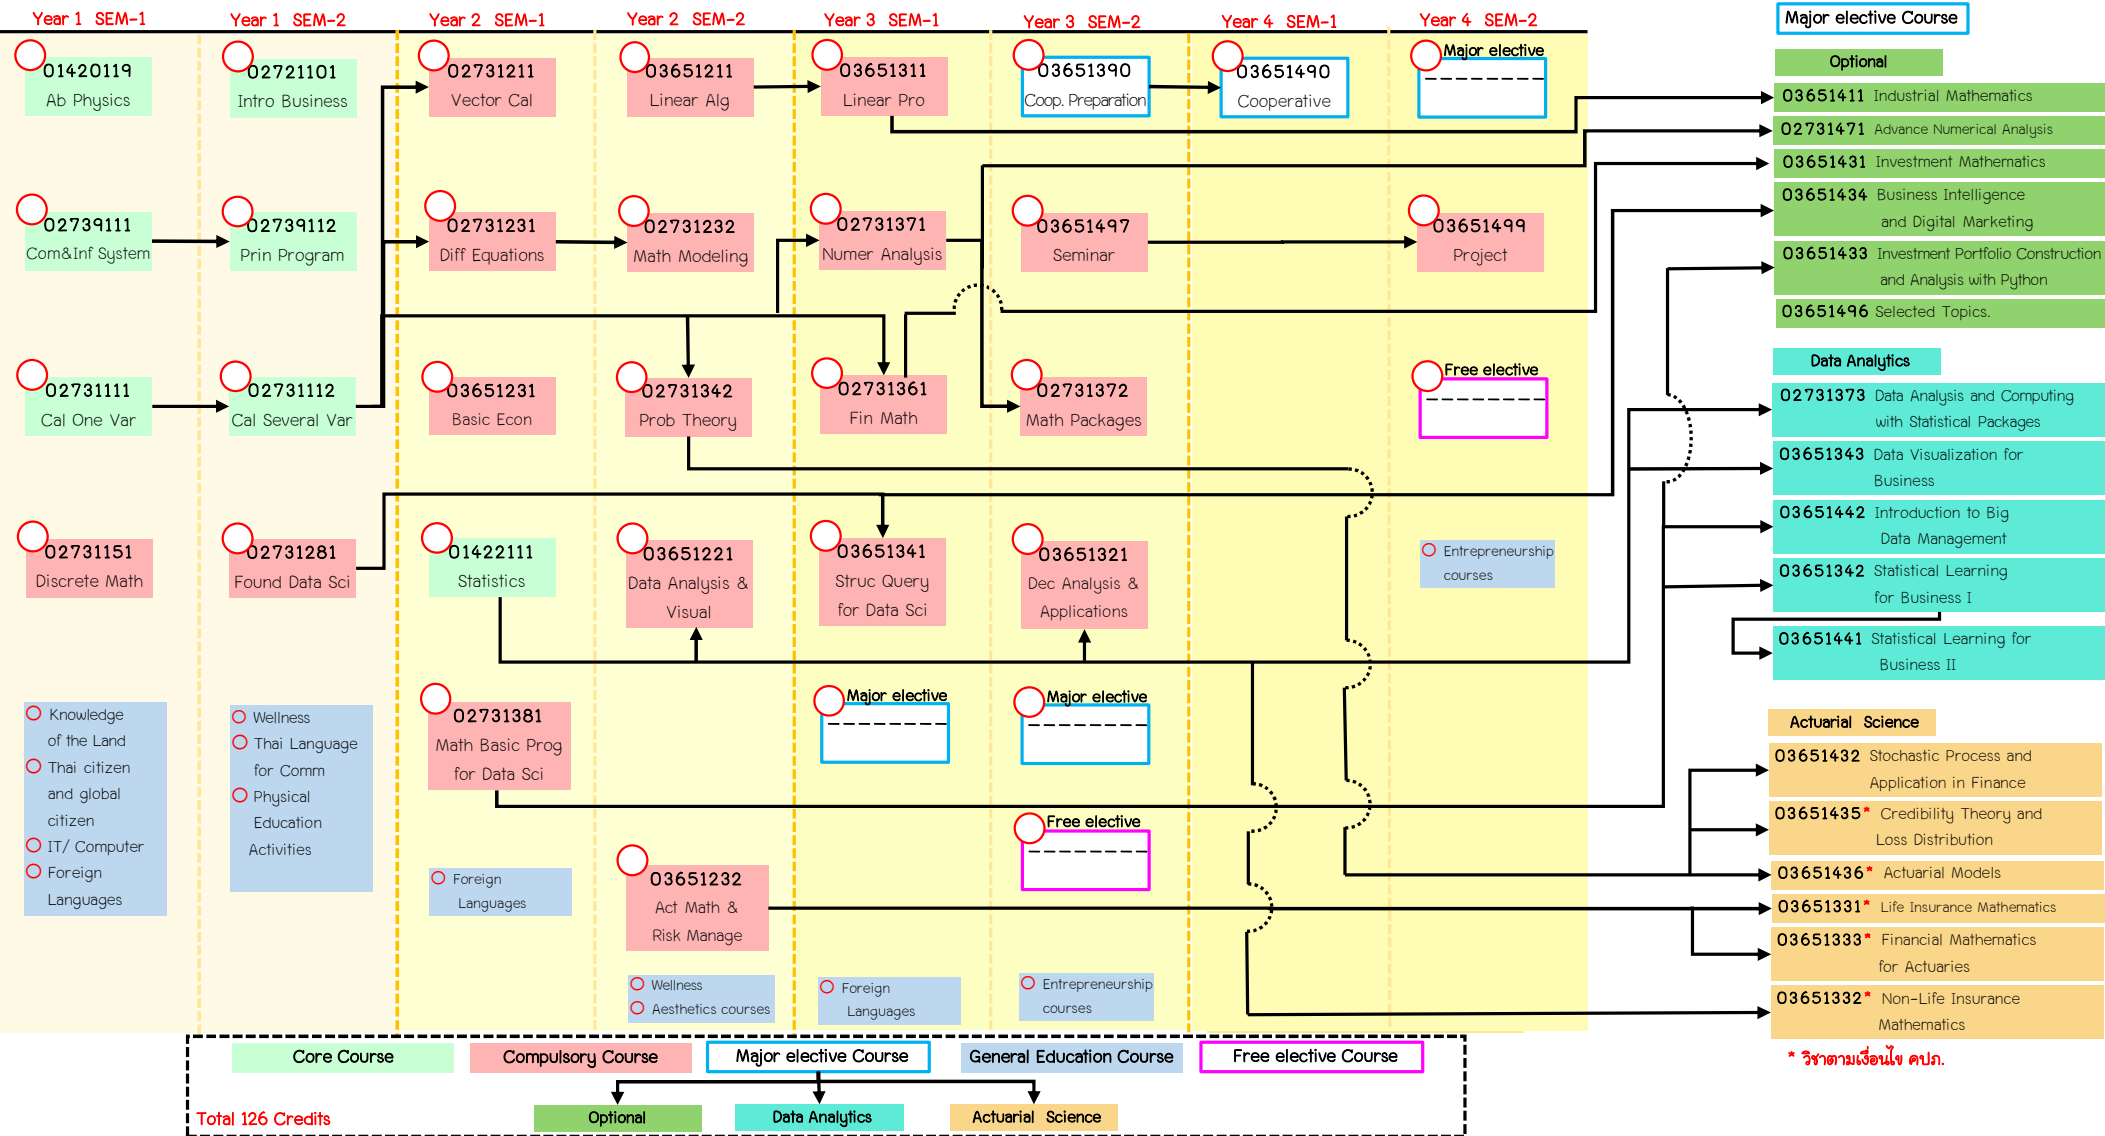 Year 1 SEM-1
Year 1 SEM-2
Year 2 SEM-1
Year 2 SEM-2
Year 3 SEM-1
Year 3 SEM-2
Year 4 SEM-1
Year 4 SEM-2
01420119
Ab Physics
02739111
Com&Inf System
02731111
Cal One Var
02731151
Discrete Math
Knowledge
of the Land
Thai citizen
and global
citizen
IT/ Computer
Foreign
Languages
02721101
Intro Business
02739112
Prin Program
02731112
Cal Several Var
02731281
Found Data Sci
Wellness
Thai Language
for Comm
Physical
Education
Activities
02731211
Vector Cal
02731231
Diff Equations
03651231
Basic Econ
01422111
Statistics
02731381
Math Basic Prog
for Data Sci
Foreign
Languages
03651211
Linear Alg
02731232
Math Modeling
02731342
Prob Theory
03651221
Data Analysis &
Visual
03651232
Act Math &
Risk Manage
Wellness
Aesthetics courses
03651311
Linear Pro
02731371
Numer Analysis
02731361
Fin Math
03651341
Struc Query
for Data Sci
Major elective
Foreign
Languages
03651390
Coop. Preparation
03651497
Seminar
02731372
Math Packages
03651321
Dec Analysis &
Applications
Major elective
Free elective
Entrepreneurship
courses
03651490
Cooperative
Major elective
03651499
Project
Free elective
Entrepreneurship
courses
Major elective Course
Optional
03651411 Industrial Mathematics
02731471 Advance Numerical Analysis
03651431 Investment Mathematics
03651434 Business Intelligence
and Digital Marketing
03651433 Investment Portfolio Construction
and Analysis with Python
03651496 Selected Topics.
Data Analytics
02731373 Data Analysis and Computing
with Statistical Packages
03651343 Data Visualization for
Business
03651442 Introduction to Big
Data Management
03651342 Statistical Learning
for Business I
03651441 Statistical Learning for
Business II
Actuarial Science
03651432 Stochastic Process and
Application in Finance
03651435* Credibility Theory and
Loss Distribution
03651436* Actuarial Models
03651331* Life Insurance Mathematics
03651333* Financial Mathematics
for Actuaries
03651332* Non-Life Insurance
Mathematics
* วิชาตามเงื่อนไข คปภ.
Core Course
Compulsory Course
Major elective Course
General Education Course
Free elective Course
Optional
Data Analytics
Actuarial Science
Total 126 Credits